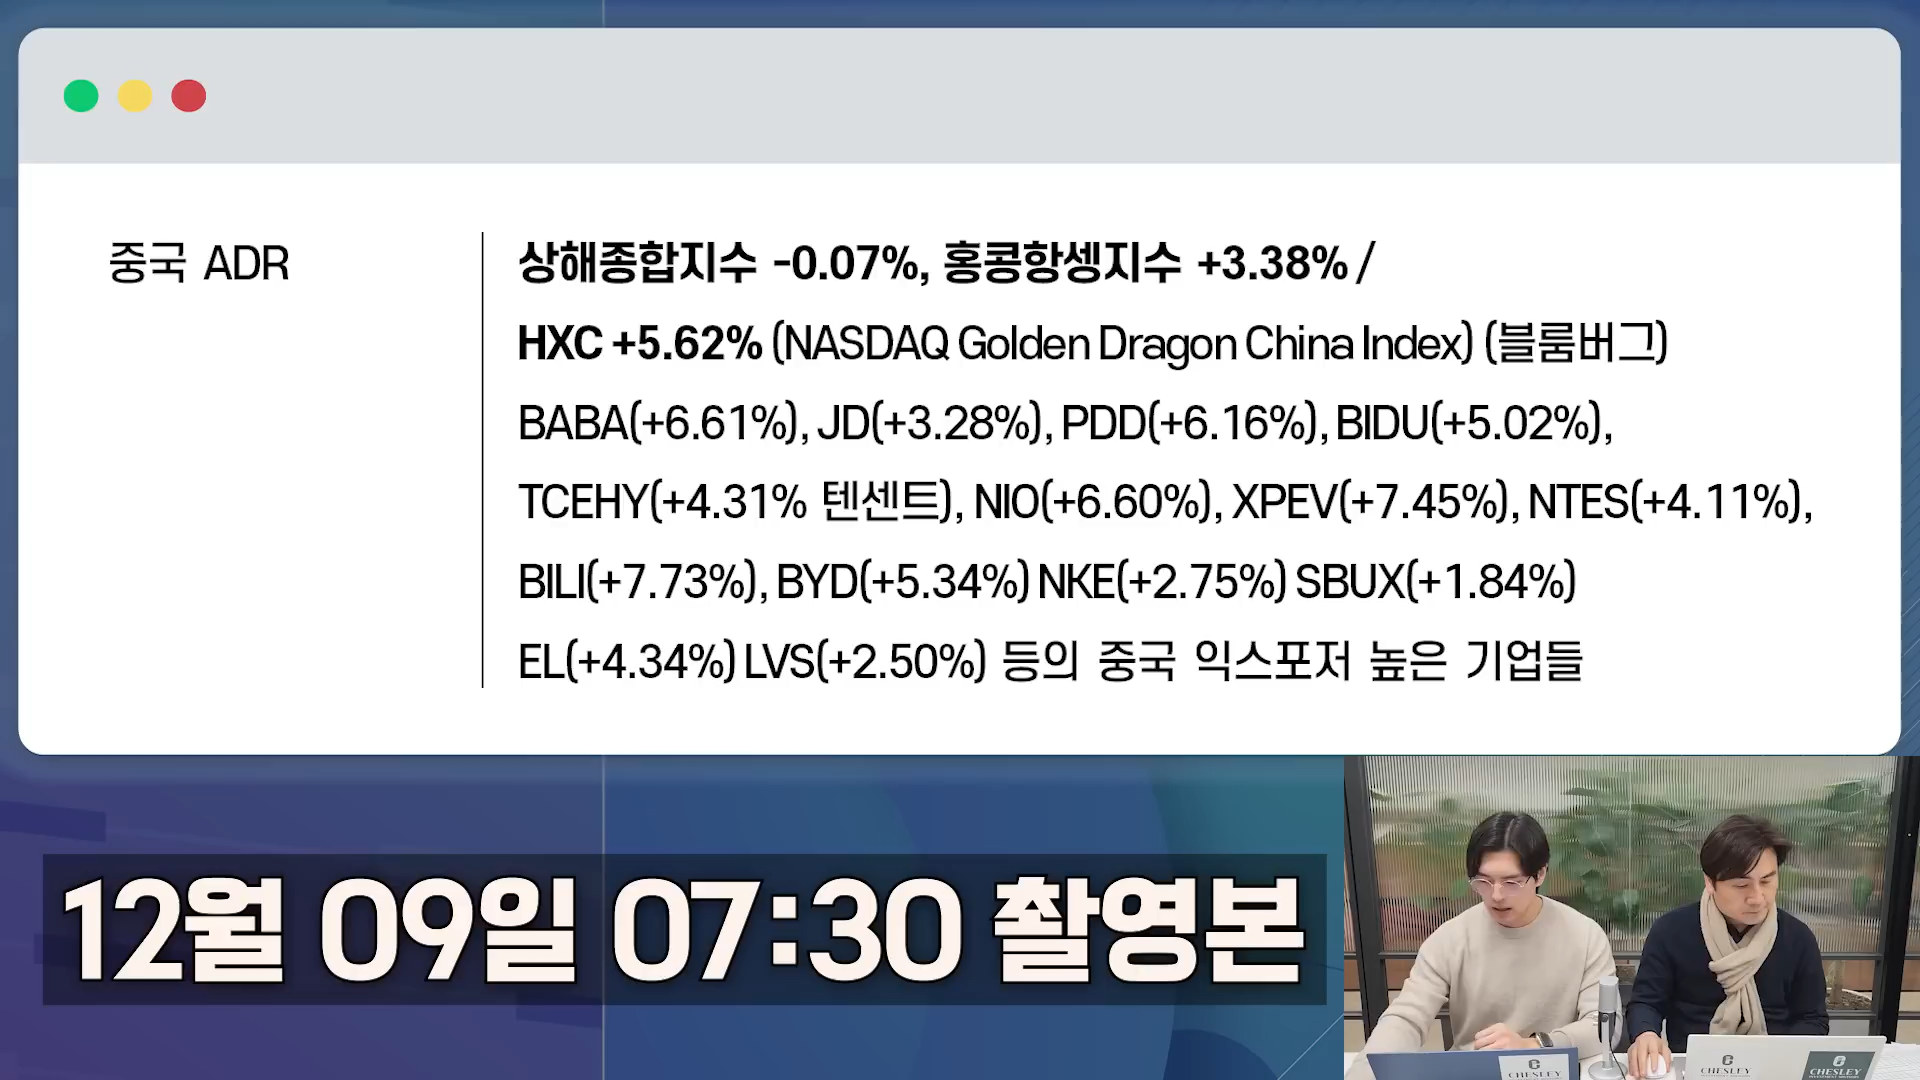 중국 ADR
상해종합지수 -0.07%, 홍콩항셍지수 +3.38% /
HXC +5.62% (NASDAQ Golden Dragon China Index) (블룸버그)
BABA(+6.61%), JD(+3.28%), PDD(+6.16%), BIDU(+5.02%),
TCEHY(+4.31% 텐센트), NIO(+6.60%), XPEV(+7.45%), NTES(+4.11%),
BILI(+7.73%), BYD(+5.34%) NKE(+2.75%) SBUX(+1.84%)
EL(+4.34%) LVS(+2.50%) 등의 중국 익스포저 높은 기업들
12월 09일 07:30 촬영본
CHESLEY
CHESLEY
CHESLEY